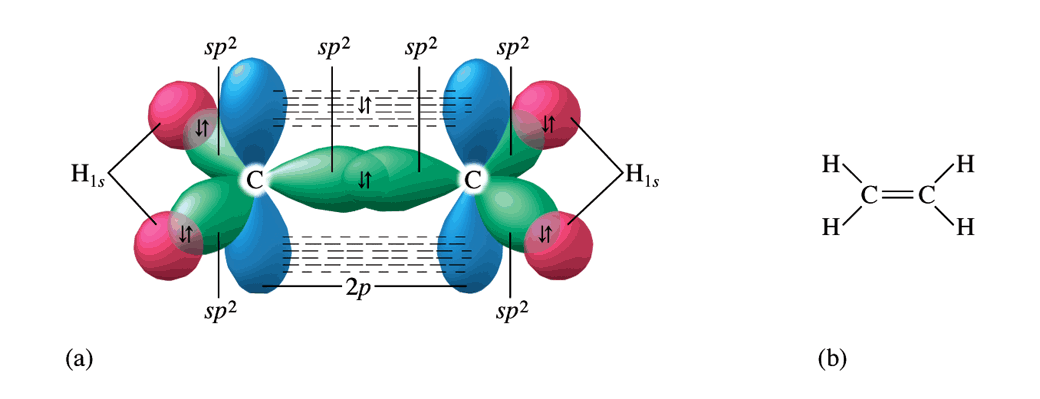 sp² sp² sp² sp²
H₁ₛ C C H₁ₛ
2p
sp² sp²
H H
C C
H H
(a) (b)